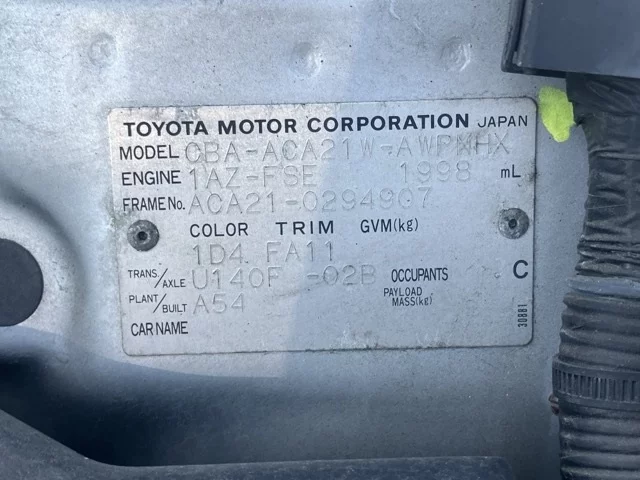 TOYOTA MOTOR CORPORATION JAPAN
MODEL CBA-ACA21W-AWPNHX
ENGINE 1AZ-FSE 1998 mL
FRAME No. ACA21-0294907
COLOR TRIM GVM(kg)
1D4 FA11
TRANS./AXLE U140F -02B OCCUPANTS C
PLANT/BUILT A54 PAYLOAD MASS(kg)
CAR NAME
30881